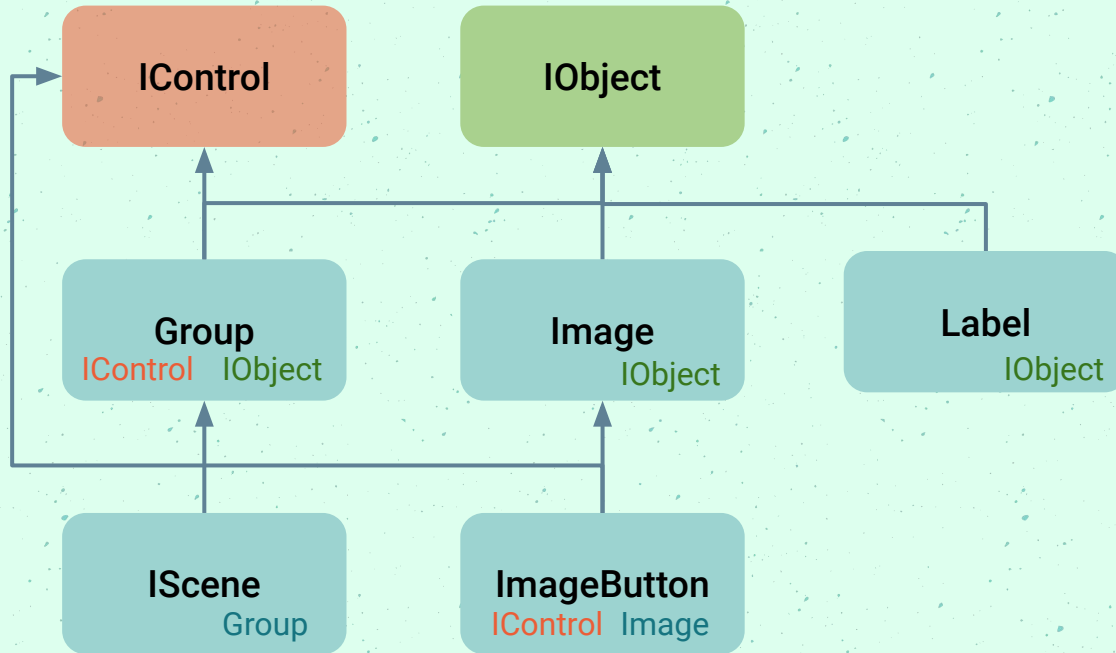 IControl
IObject
Group
IControl IObject
Image
IObject
Label
IObject
IScene
Group
ImageButton
IControl Image